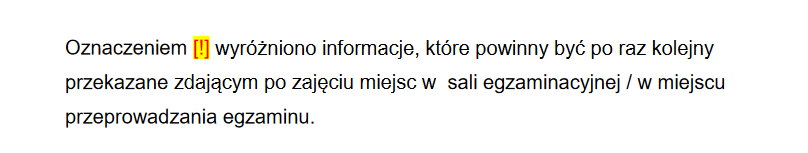 Oznaczeniem [!] wyróżniono informacje, które powinny być po raz kolejny
przekazane zdającym po zajęciu miejsc w  sali egzaminacyjnej / w miejscu
przeprowadzania egzaminu.